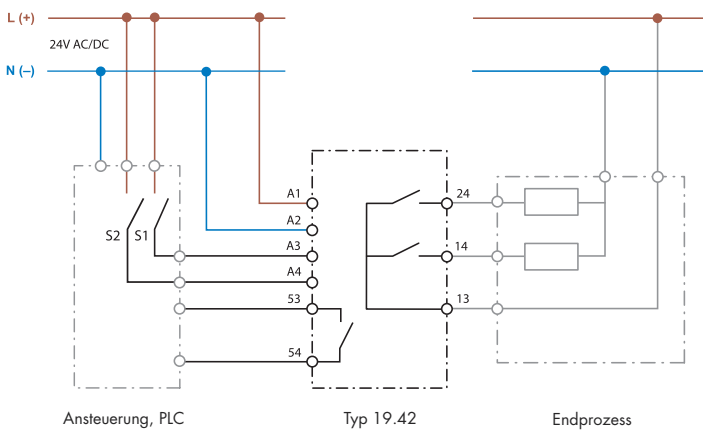 L (+)
24V AC/DC
N (–)
A1
24
A2
S2 S1
A3
14
A4
53
13
54
Ansteuerung, PLC
Typ 19.42
Endprozess